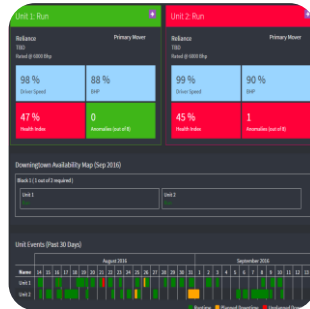 Unit 1: Run
Unit 2: Run
Reliance
Primary Mover
Rated @ 6800 Bhp
Reliance
Primary Mover
Rated @ 6800 Bhp
98 %
Driver Speed
88 %
BHP
99 %
Driver Speed
90 %
BHP
47 %
Health Index
0
Anomalies (out of 8)
45 %
Health Index
1
Anomalies (out of 8)
Downingtown Availability Map (Sep 2016)
Block 1 ( 1 out of 2 required )
Unit 1
Unit 2
Unit Events (Past 30 Days)
August 2016
September 2016
Name 14 15 16 17 18 19 20 21 22 23 24 25 26 27 28 29 30 31 1 2 3 4 5 6 7 8 9 10 11 12 13
Unit 1
Unit 2
Running Planned Downtime Unplanned